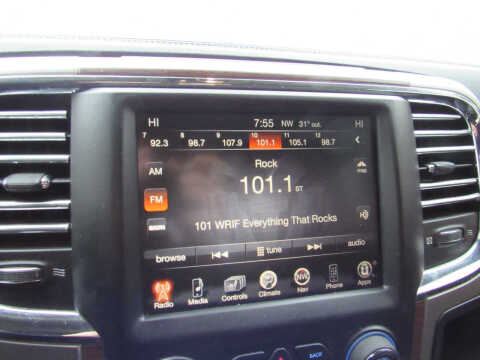 HI 7:55 NW 31° out. HI
7 8 9 10 11 12
92.3 98.7 107.9 101.1 105.1 98.7
Rock
AM
101.1 ST
FM
101 WRIF Everything That Rocks
browse tune audio
Radio Media Controls Climate NW Nav Phone Apps
BACK